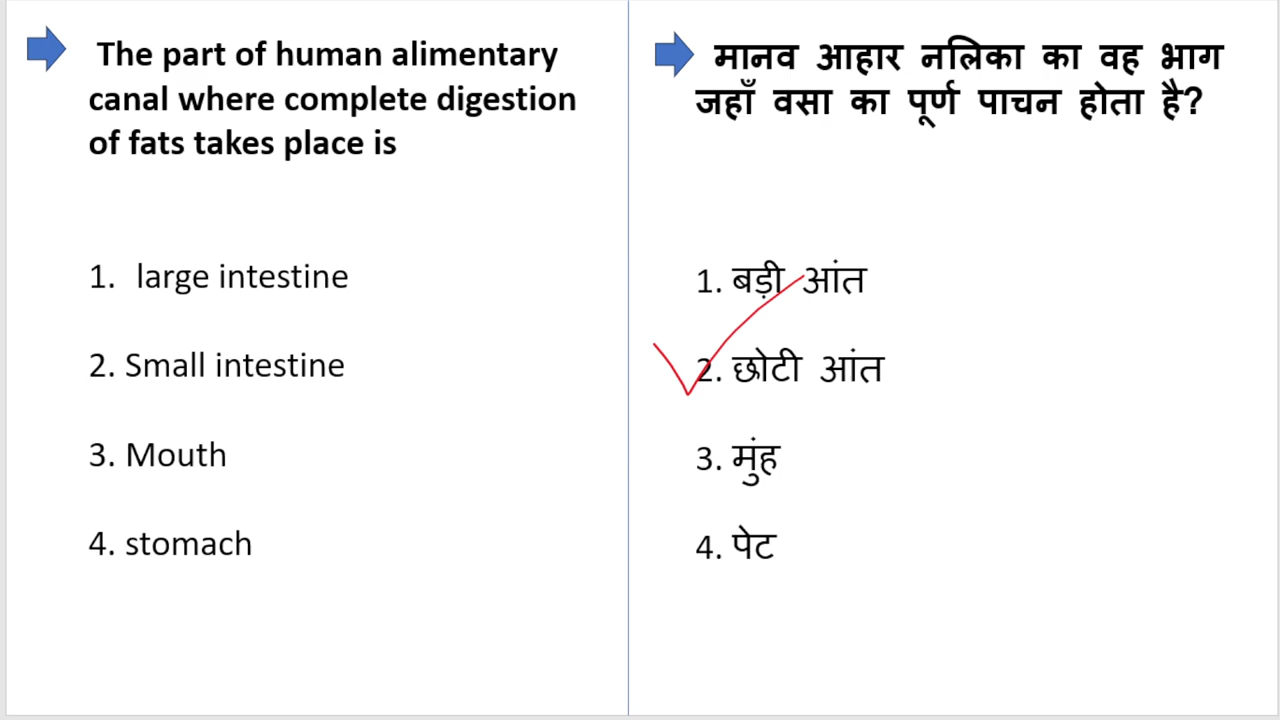 The part of human alimentary
canal where complete digestion
of fats takes place is
1. large intestine
2. Small intestine
3. Mouth
4. stomach
मानव आहार नलिका का वह भाग
जहाँ वसा का पूर्ण पाचन होता है?
1. बड़ी आंत
2. छोटी आंत
3. मुंह
4. पेट